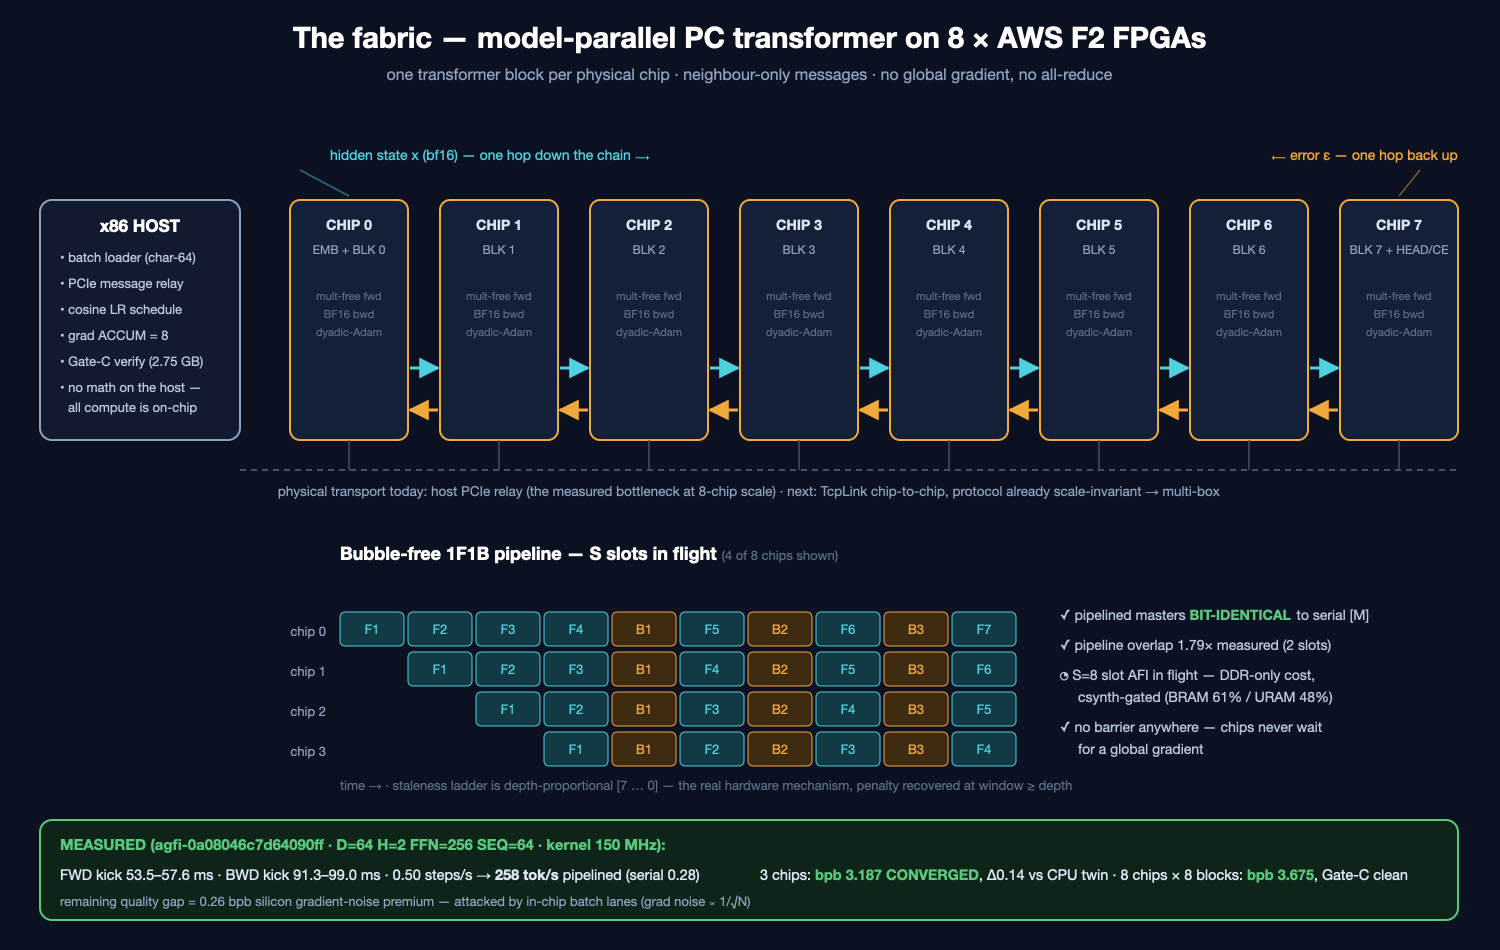 The fabric — model-parallel PC transformer on 8 × AWS F2 FPGAs
one transformer block per physical chip · neighbour-only messages · no global gradient, no all-reduce
hidden state x (bf16) — one hop down the chain →
← error ε — one hop back up
x86 HOST
• batch loader (char-64)
• PCIe message relay
• cosine LR schedule
• grad ACCUM = 8
• Gate-C verify (2.75 GB)
• no math on the host —
all compute is on-chip
CHIP 0
EMB + BLK 0
mult-free fwd
BF16 bwd
dyadic-Adam
CHIP 1
BLK 1
mult-free fwd
BF16 bwd
dyadic-Adam
CHIP 2
BLK 2
mult-free fwd
BF16 bwd
dyadic-Adam
CHIP 3
BLK 3
mult-free fwd
BF16 bwd
dyadic-Adam
CHIP 4
BLK 4
mult-free fwd
BF16 bwd
dyadic-Adam
CHIP 5
BLK 5
mult-free fwd
BF16 bwd
dyadic-Adam
CHIP 6
BLK 6
mult-free fwd
BF16 bwd
dyadic-Adam
CHIP 7
BLK 7 + HEAD/CE
mult-free fwd
BF16 bwd
dyadic-Adam
physical transport today: host PCIe relay (the measured bottleneck at 8-chip scale) · next: TcpLink chip-to-chip, protocol already scale-invariant → multi-box
Bubble-free 1F1B pipeline — S slots in flight (4 of 8 chips shown)
chip 0 F1 F2 F3 F4 B1 F5 B2 F6 B3 F7
chip 1 F1 F2 F3 B1 F4 B2 F5 B3 F6
chip 2 F1 F2 B1 F3 B2 F4 B3 F5
chip 3 F1 B1 F2 B2 F3 B3 F4
time → · staleness ladder is depth-proportional [7 … 0] — the real hardware mechanism, penalty recovered at window ≥ depth
✓ pipelined masters BIT-IDENTICAL to serial [M]
✓ pipeline overlap 1.79× measured (2 slots)
◔ S=8 slot AFI in flight — DDR-only cost,
csynth-gated (BRAM 61% / URAM 48%)
✓ no barrier anywhere — chips never wait
for a global gradient
MEASURED (agfi-0a08046c7d64090ff · D=64 H=2 FFN=256 SEQ=64 · kernel 150 MHz):
FWD kick 53.5–57.6 ms · BWD kick 91.3–99.0 ms · 0.50 steps/s → 258 tok/s pipelined (serial 0.28)
3 chips: bpb 3.187 CONVERGED, Δ0.14 vs CPU twin · 8 chips × 8 blocks: bpb 3.675, Gate-C clean
remaining quality gap = 0.26 bpb silicon gradient-noise premium — attacked by in-chip batch lanes (grad noise ∝ 1/√N)